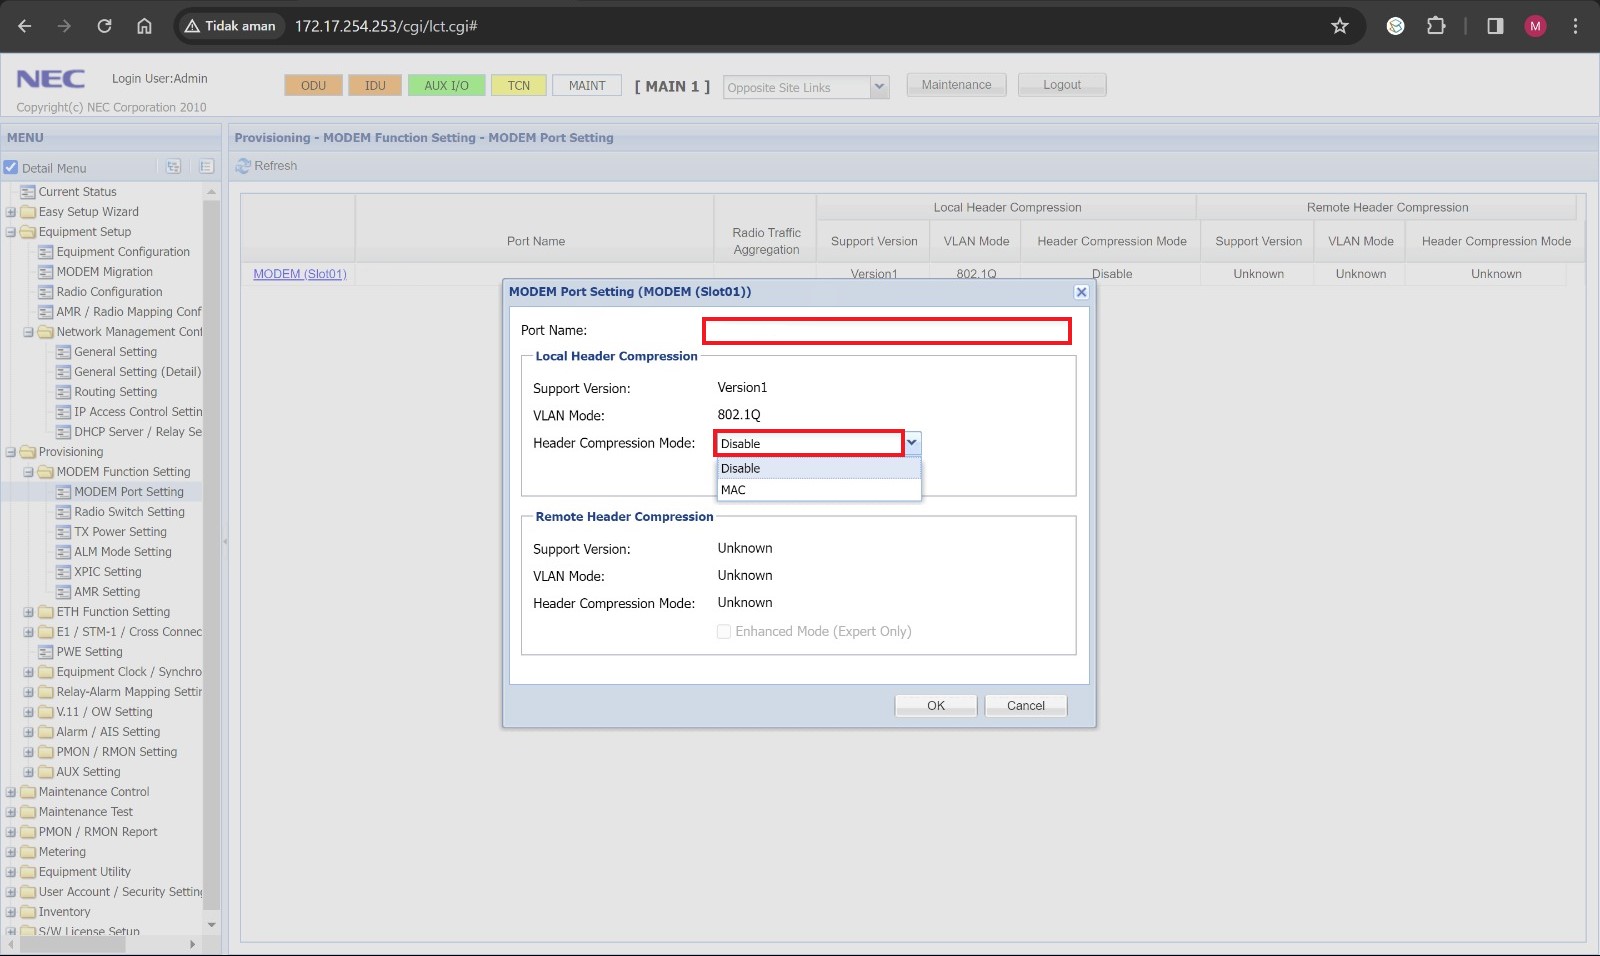 Tidak aman 172.17.254.253/cgi/lct.cgi# M
NEC Login User:Admin
Copyright(c) NEC Corporation 2010
ODU IDU AUX I/O TCN MAINT [ MAIN 1 ] Opposite Site Links Maintenance Logout
MENU
Detail Menu
Current Status
Easy Setup Wizard
Equipment Setup
Equipment Configuration
MODEM Migration
Radio Configuration
AMR / Radio Mapping Conf
Network Management Conf
General Setting
General Setting (Detail)
Routing Setting
IP Access Control Settin
DHCP Server / Relay Se
Provisioning
MODEM Function Setting
MODEM Port Setting
Radio Switch Setting
TX Power Setting
ALM Mode Setting
XPIC Setting
AMR Setting
ETH Function Setting
E1 / STM-1 / Cross Connec
PWE Setting
Equipment Clock / Synchro
Relay-Alarm Mapping Settir
V.11 / OW Setting
Alarm / AIS Setting
PMON / RMON Setting
AUX Setting
Maintenance Control
Maintenance Test
PMON / RMON Report
Metering
Equipment Utility
User Account / Security Setting
Inventory
S/W License Setup
Provisioning - MODEM Function Setting - MODEM Port Setting
Refresh
Local Header Compression Remote Header Compression
Port Name Radio Traffic Aggregation Support Version VLAN Mode Header Compression Mode Support Version VLAN Mode Header Compression Mode
MODEM (Slot01) Version1 802.1Q Disable Unknown Unknown Unknown
MODEM Port Setting (MODEM (Slot01))
Port Name:
Local Header Compression
Support Version: Version1
VLAN Mode: 802.1Q
Header Compression Mode: Disable
Disable
MAC
Remote Header Compression
Support Version: Unknown
VLAN Mode: Unknown
Header Compression Mode: Unknown
Enhanced Mode (Expert Only)
OK Cancel